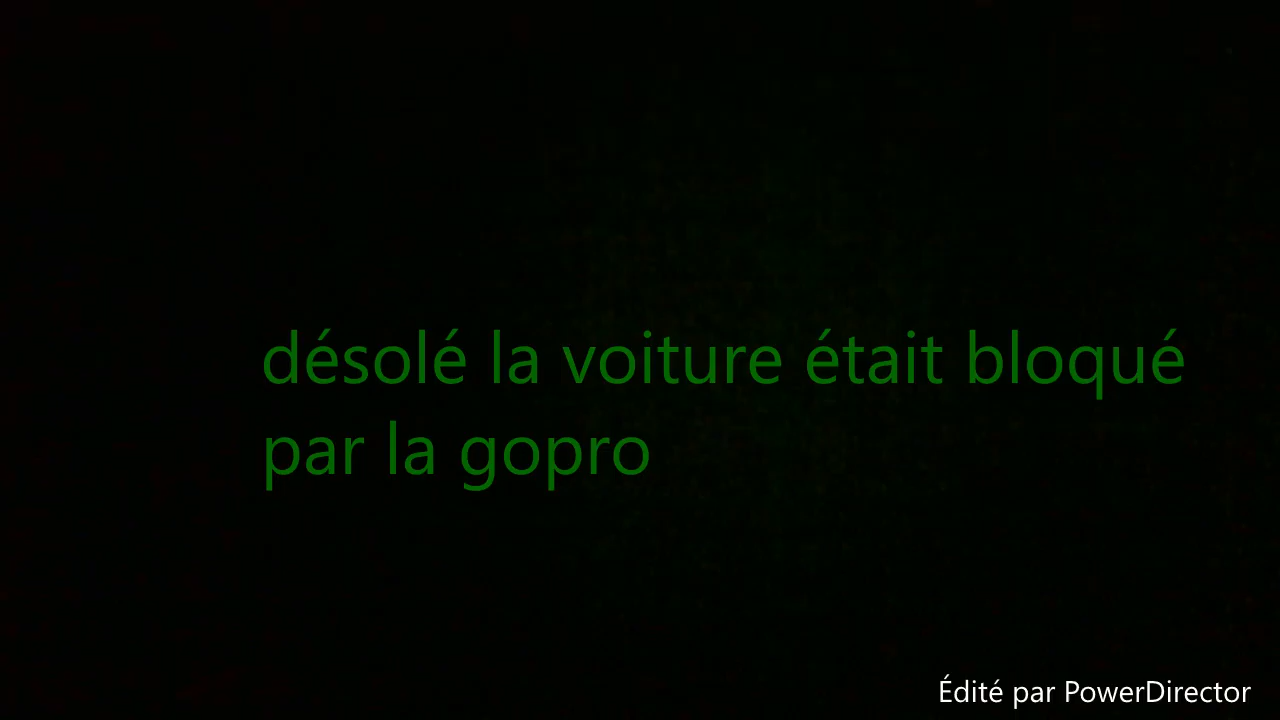 désolé la voiture était bloqué
par la gopro
Édité par PowerDirector